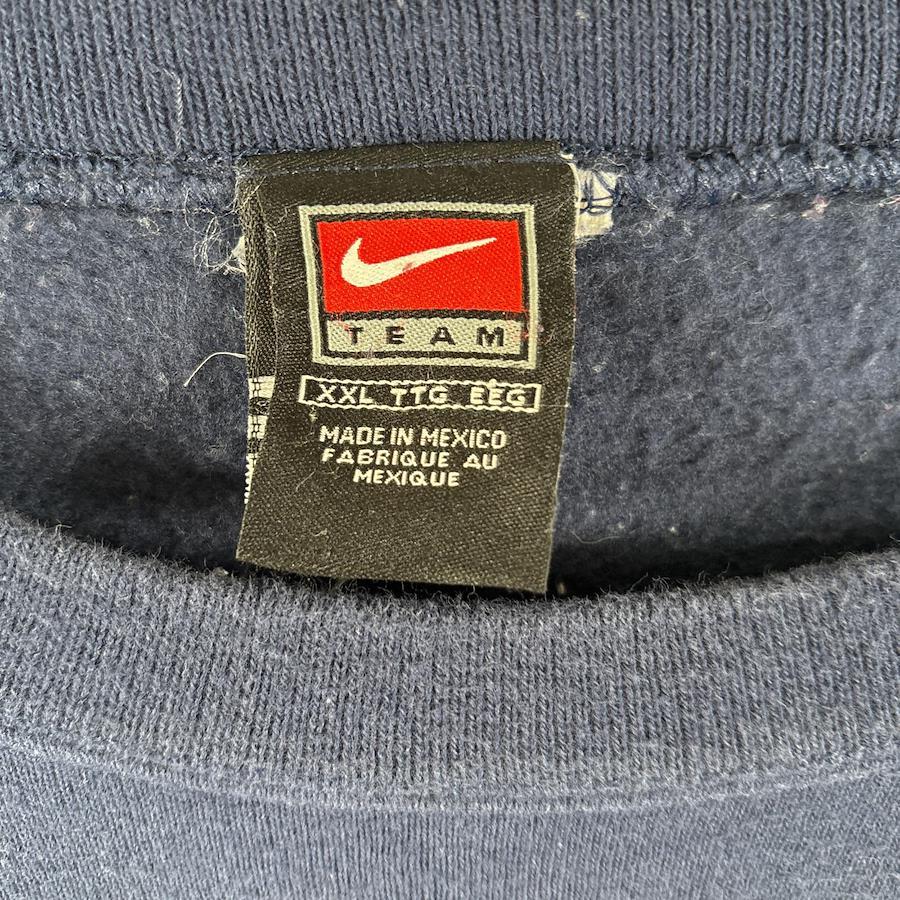 TEAM
XXL TTG EEG
MADE IN MEXICO
FABRIQUE AU
MEXIQUE